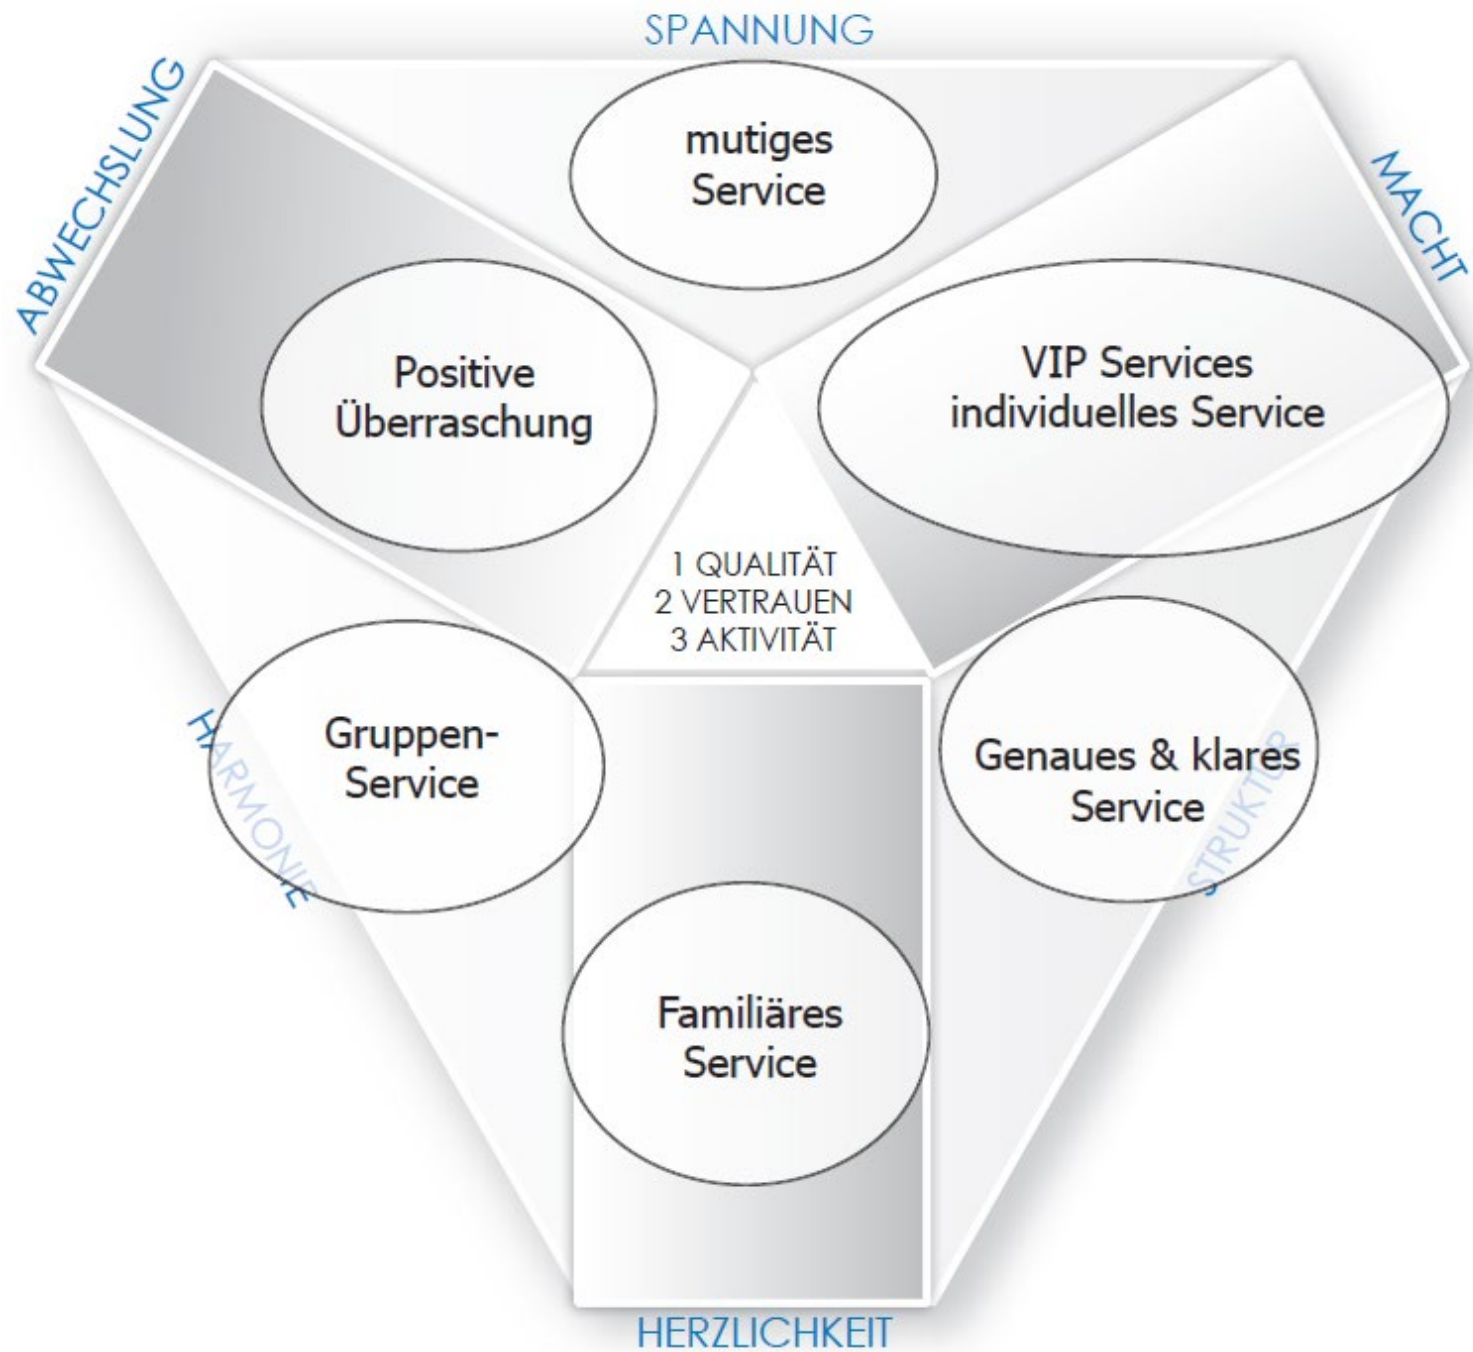 SPANNUNG
ABWECHSLUNG
MACHT
mutiges
Service
Positive
Überraschung
VIP Services
individuelles Service
1 QUALITÄT
2 VERTRAUEN
3 AKTIVITÄT
HARMONIE
Gruppen-
Service
Genaues & klares
Service
STRUKTUR
Familiäres
Service
HERZLICHKEIT